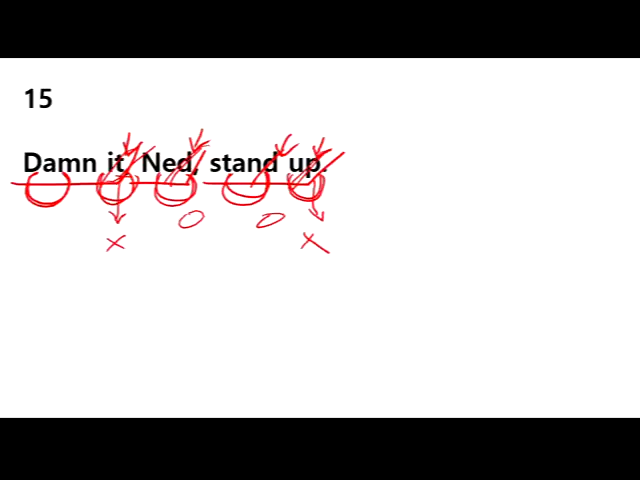 15
Damn it, Ned, stand up.
O O
X X